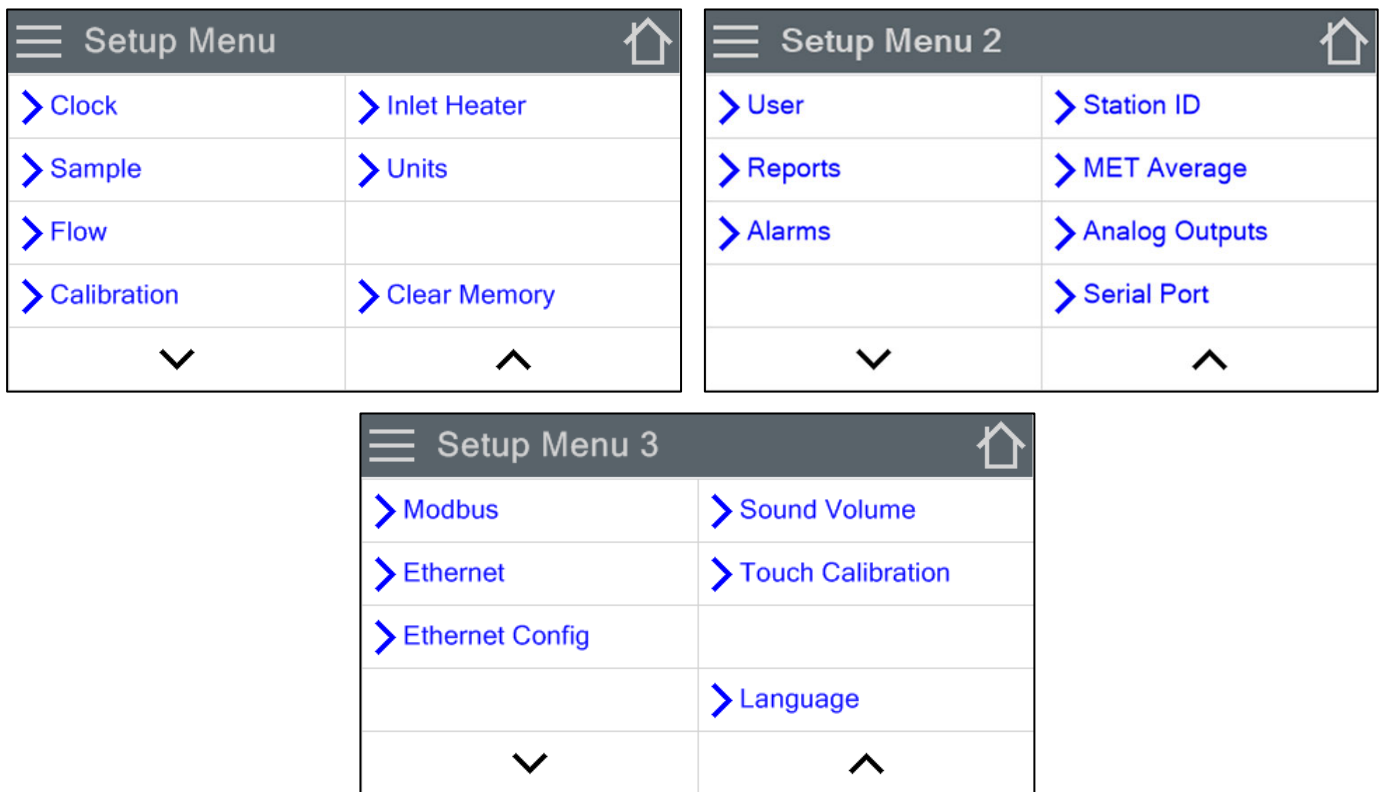 Setup Menu
Clock
Inlet Heater
Sample
Units
Flow
Calibration
Clear Memory
Setup Menu 2
User
Station ID
Reports
MET Average
Alarms
Analog Outputs
Serial Port
Setup Menu 3
Modbus
Sound Volume
Ethernet
Touch Calibration
Ethernet Config
Language